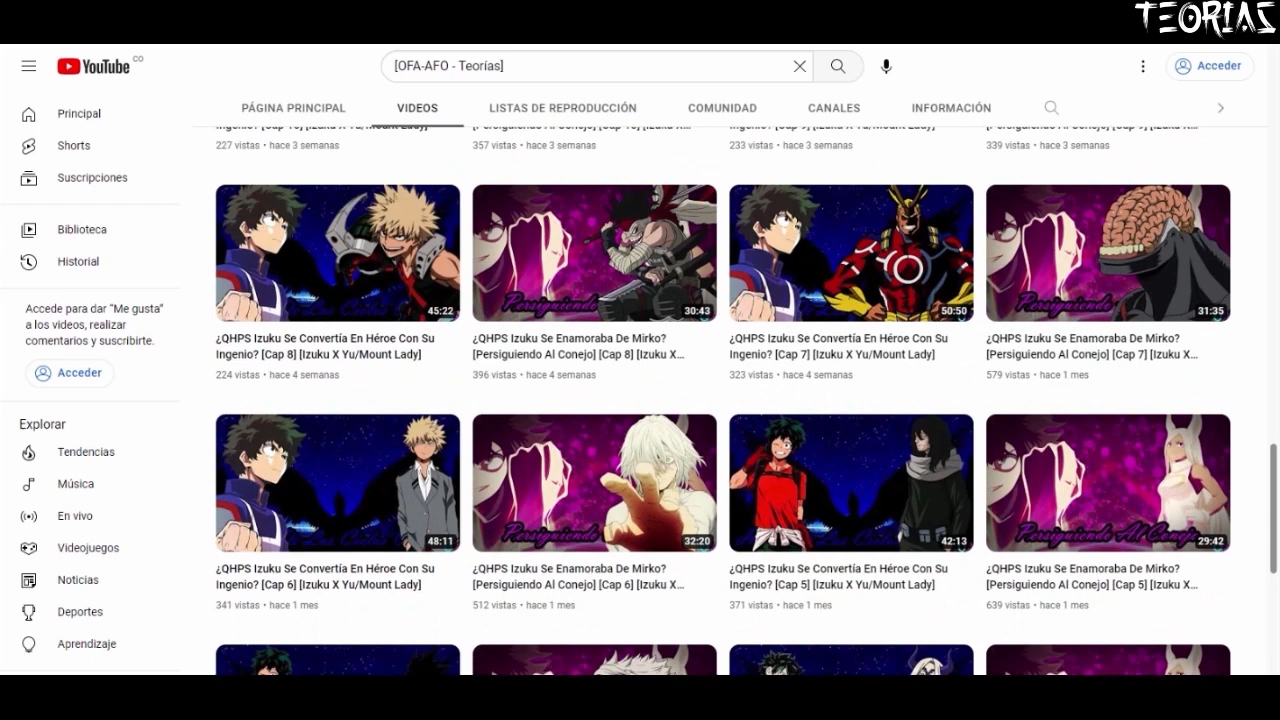 TEORIAS
YouTube CO
[OFA-AFO - Teorías]
Acceder
PÁGINA PRINCIPAL
VIDEOS
LISTAS DE REPRODUCCIÓN
COMUNIDAD
CANALES
INFORMACIÓN
Principal
Shorts
Suscripciones
Biblioteca
Historial
Accede para dar “Me gusta”
a los videos, realizar
comentarios y suscribirte.
Acceder
Explorar
Tendencias
Música
En vivo
Videojuegos
Noticias
Deportes
Aprendizaje
227 vistas • hace 3 semanas
357 vistas • hace 3 semanas
233 vistas • hace 3 semanas
339 vistas • hace 3 semanas
45:22
¿QHPS Izuku Se Convertía En Héroe Con Su
Ingenio? [Cap 8] [Izuku X Yu/Mount Lady]
224 vistas • hace 4 semanas
Persiguiendo
30:43
¿QHPS Izuku Se Enamoraba De Mirko?
[Persiguiendo Al Conejo] [Cap 8] [Izuku X...
396 vistas • hace 4 semanas
50:50
¿QHPS Izuku Se Convertía En Héroe Con Su
Ingenio? [Cap 7] [Izuku X Yu/Mount Lady]
323 vistas • hace 4 semanas
Persiguiendo
31:35
¿QHPS Izuku Se Enamoraba De Mirko?
[Persiguiendo Al Conejo] [Cap 7] [Izuku X...
579 vistas • hace 1 mes
48:11
¿QHPS Izuku Se Convertía En Héroe Con Su
Ingenio? [Cap 6] [Izuku X Yu/Mount Lady]
341 vistas • hace 1 mes
Persiguiendo
32:20
¿QHPS Izuku Se Enamoraba De Mirko?
[Persiguiendo Al Conejo] [Cap 6] [Izuku X...
512 vistas • hace 1 mes
42:13
¿QHPS Izuku Se Convertía En Héroe Con Su
Ingenio? [Cap 5] [Izuku X Yu/Mount Lady]
371 vistas • hace 1 mes
Persiguiendo Al Conejo
29:42
¿QHPS Izuku Se Enamoraba De Mirko?
[Persiguiendo Al Conejo] [Cap 5] [Izuku X...
639 vistas • hace 1 mes